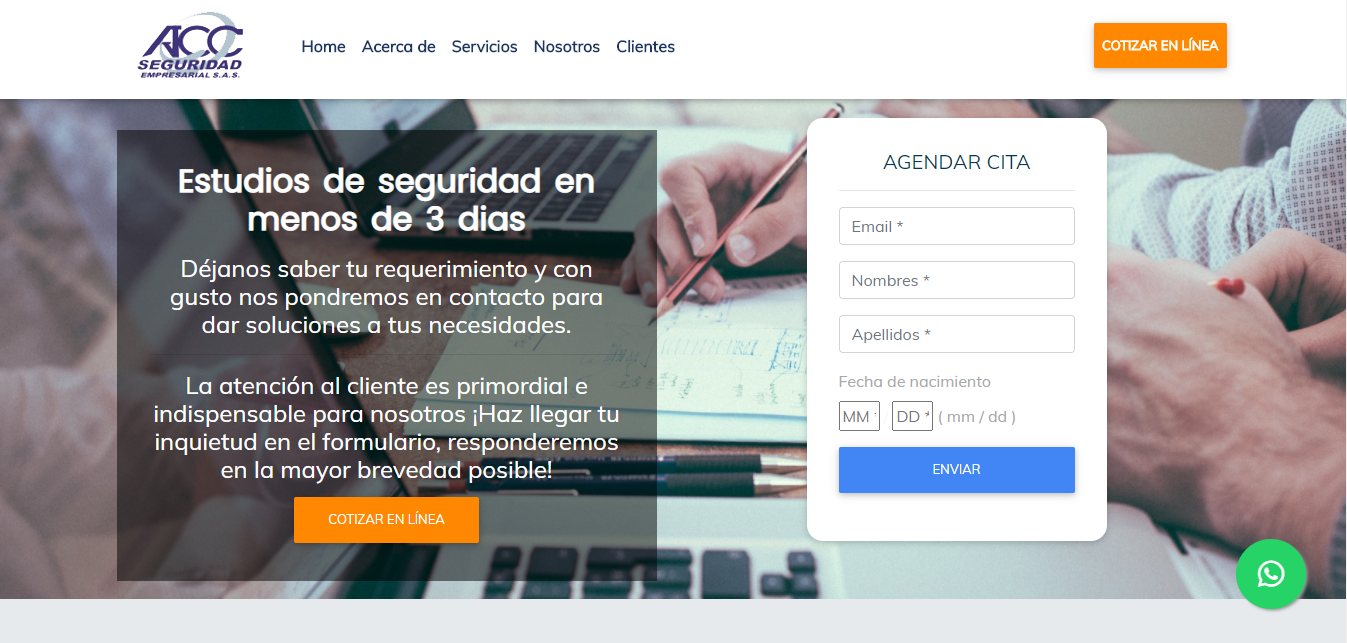 ACC
SEGURIDAD
EMPRESARIAL S.A.S.
Home Acerca de Servicios Nosotros Clientes
COTIZAR EN LÍNEA
Estudios de seguridad en
menos de 3 dias
Déjanos saber tu requerimiento y con
gusto nos pondremos en contacto para
dar soluciones a tus necesidades.
La atención al cliente es primordial e
indispensable para nosotros ¡Haz llegar tu
inquietud en el formulario, responderemos
en la mayor brevedad posible!
COTIZAR EN LÍNEA
AGENDAR CITA
Email *
Nombres *
Apellidos *
Fecha de nacimiento
MM * / DD * ( mm / dd )
ENVIAR